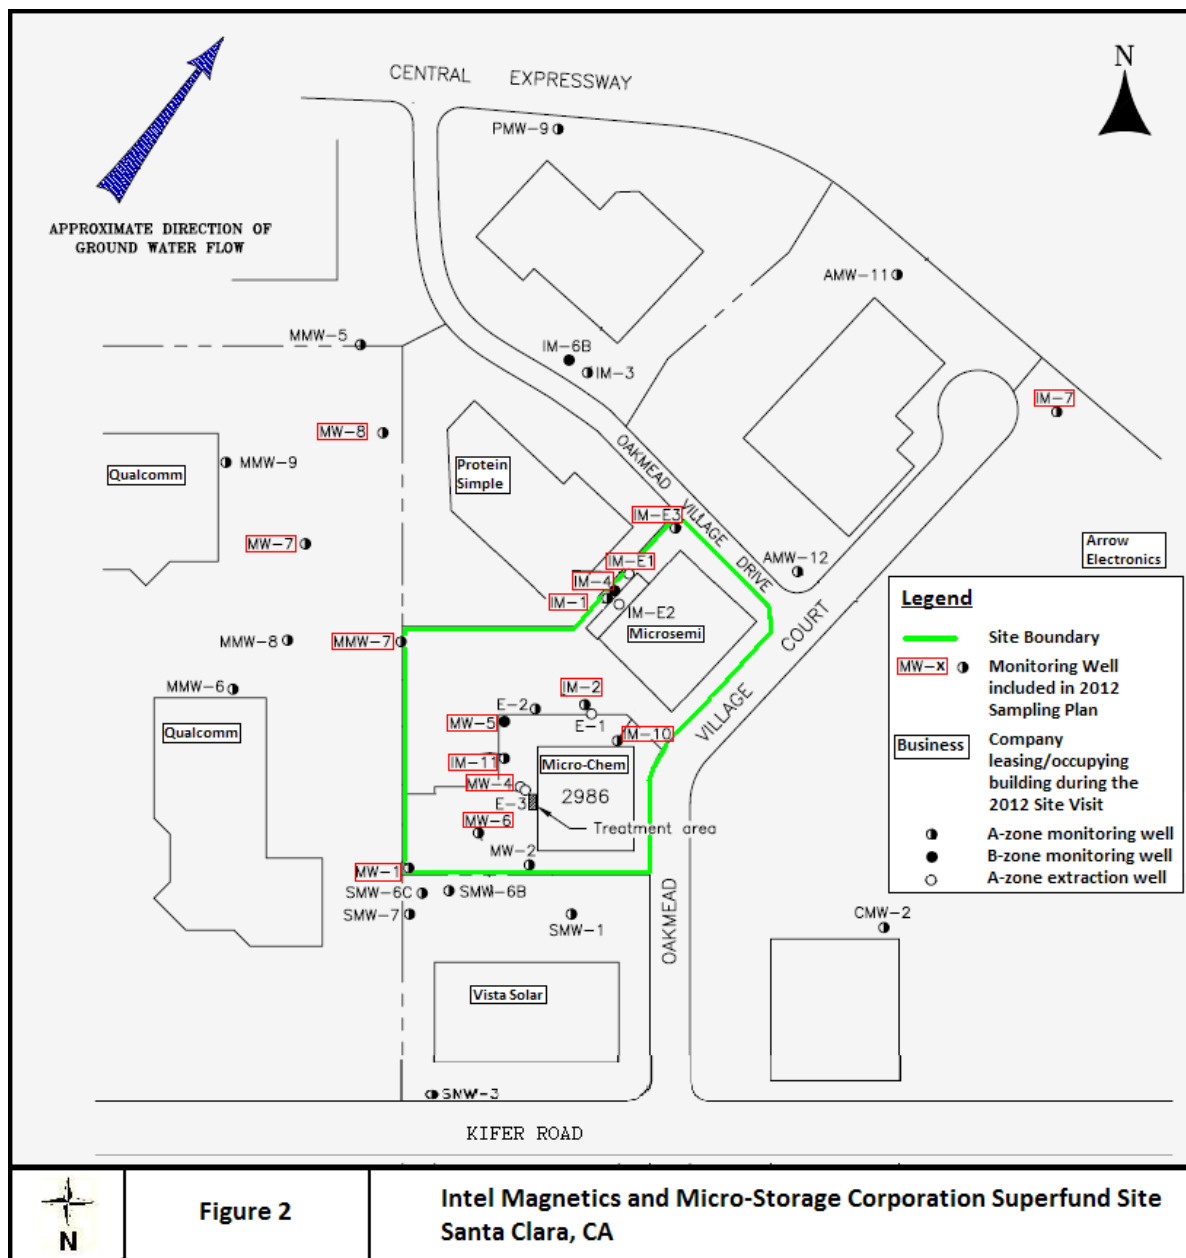 CENTRAL EXPRESSWAY
N
PMW-9
APPROXIMATE DIRECTION OF
GROUND WATER FLOW
AMW-11
MMW-5
IM-6B
IM-3
IM-7
MW-8
OAKMEAD VILLAGE DRIVE
MMW-9
Qualcomm
Protein
Simple
IM-E3
MW-7
Arrow
Electronics
IM-E1
AMW-12
IM-4
IM-1
IM-E2
Microsemi
MMW-8
MMW-7
OAKMEAD VILLAGE COURT
MMW-6
IM-2
E-2
E-1
MW-5
IM-10
Qualcomm
IM-11
Micro-Chem
MW-4
2986
E-3
Treatment area
MW-6
MW-2
MW-1
SMW-6C
SMW-6B
SMW-7
SMW-1
CMW-2
Vista Solar
SMW-3
KIFER ROAD
Legend
Site Boundary
MW-x
Monitoring Well
included in 2012
Sampling Plan
Business
Company
leasing/occupying
building during the
2012 Site Visit
A-zone monitoring well
B-zone monitoring well
A-zone extraction well
N
Figure 2
Intel Magnetics and Micro-Storage Corporation Superfund Site
Santa Clara, CA